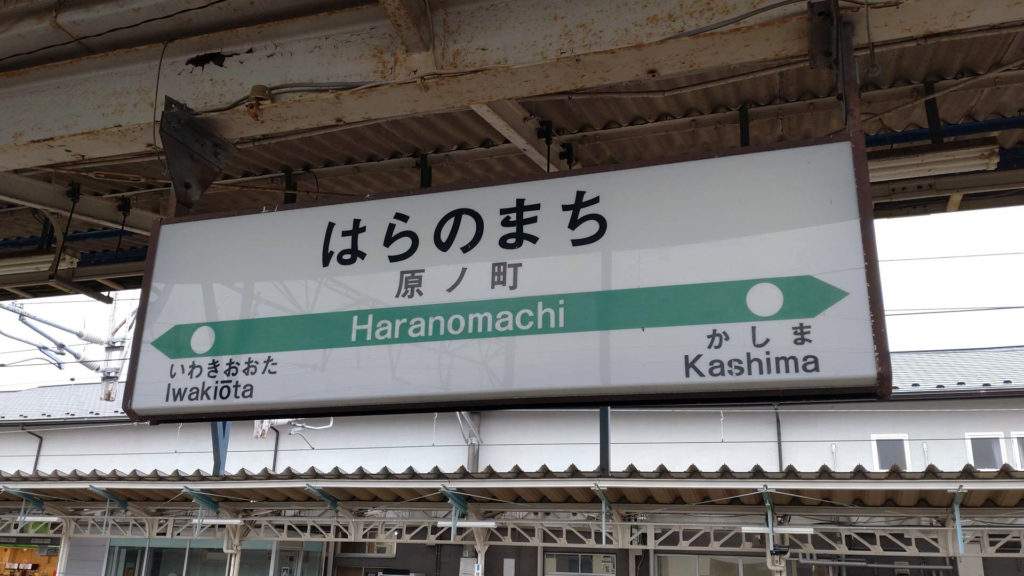 はらのまち
原ノ町
Haranomachi
いわきおおた
Iwakiōta
かしま
Kashima